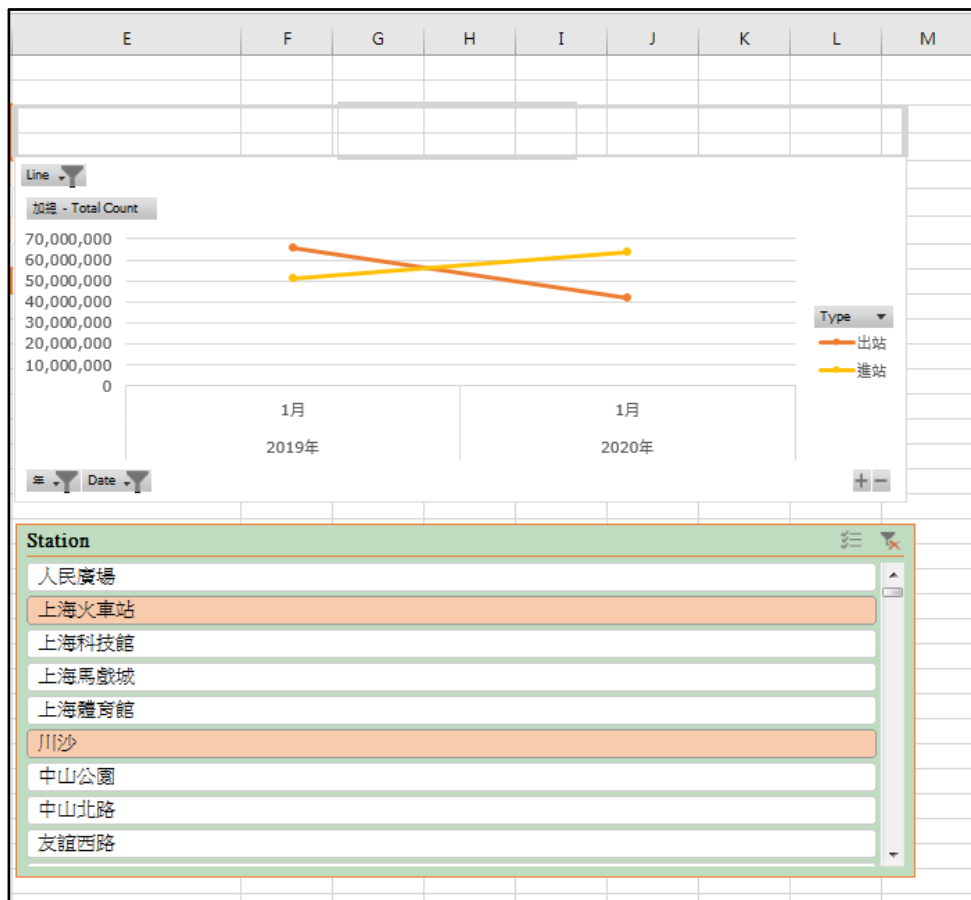 E F G H I J K L M
Line
加總 - Total Count
70,000,000
60,000,000
50,000,000
40,000,000
30,000,000
20,000,000
10,000,000
0
Type
出站
進站
1月 1月
2019年 2020年
年 Date
Station
人民廣場
上海火車站
上海科技館
上海馬戲城
上海體育館
川沙
中山公園
中山北路
友誼西路